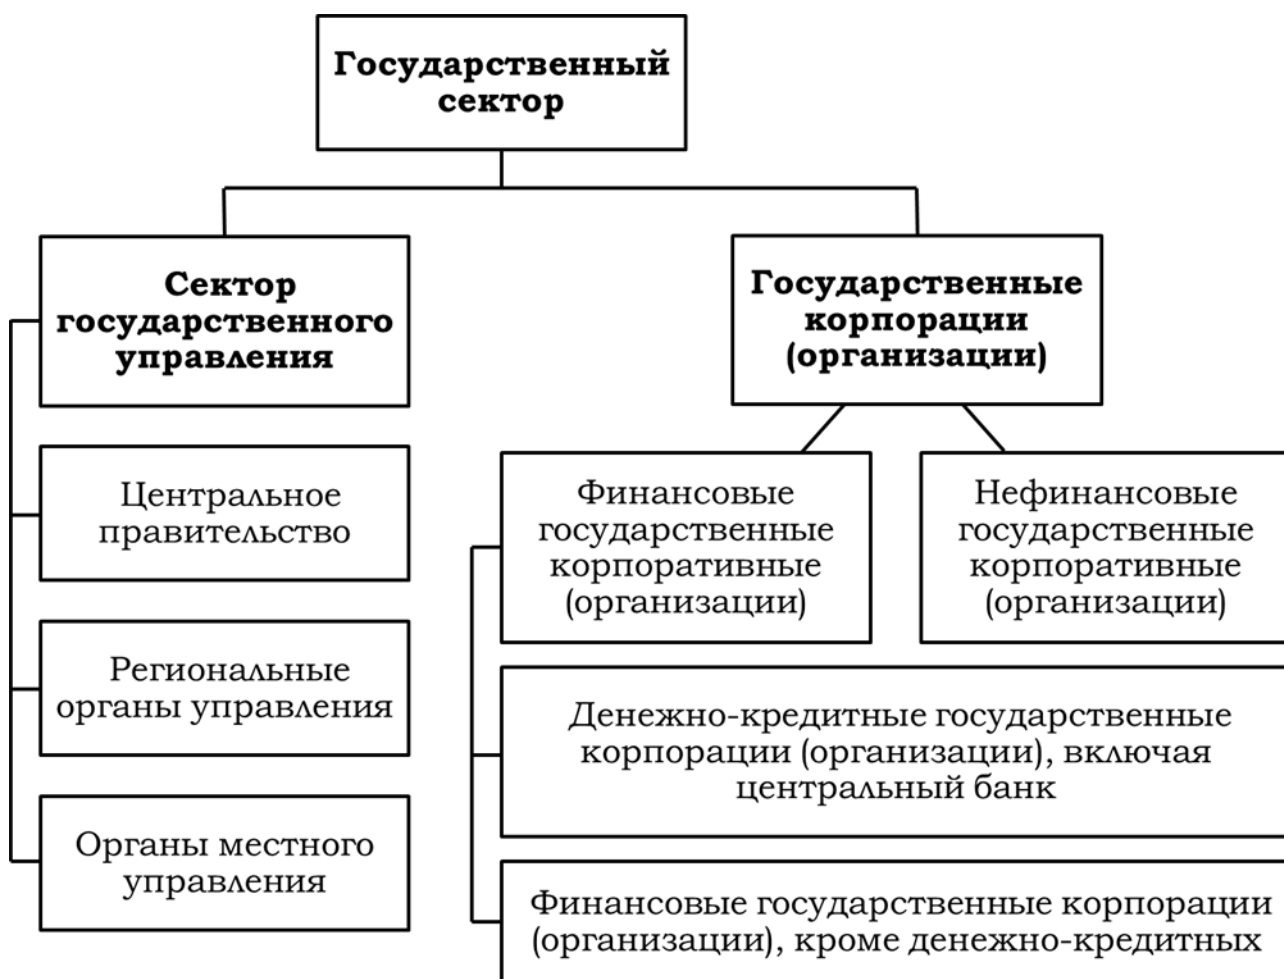 Государственный
сектор
Сектор
государственного
управления
Государственные
корпорации
(организации)
Центральное
правительство
Региональные
органы управления
Органы местного
управления
Финансовые
государственные
корпоративные
(организации)
Нефинансовые
государственные
корпоративные
(организации)
Денежно-кредитные государственные
корпорации (организации), включая
центральный банк
Финансовые государственные корпорации
(организации), кроме денежно-кредитных